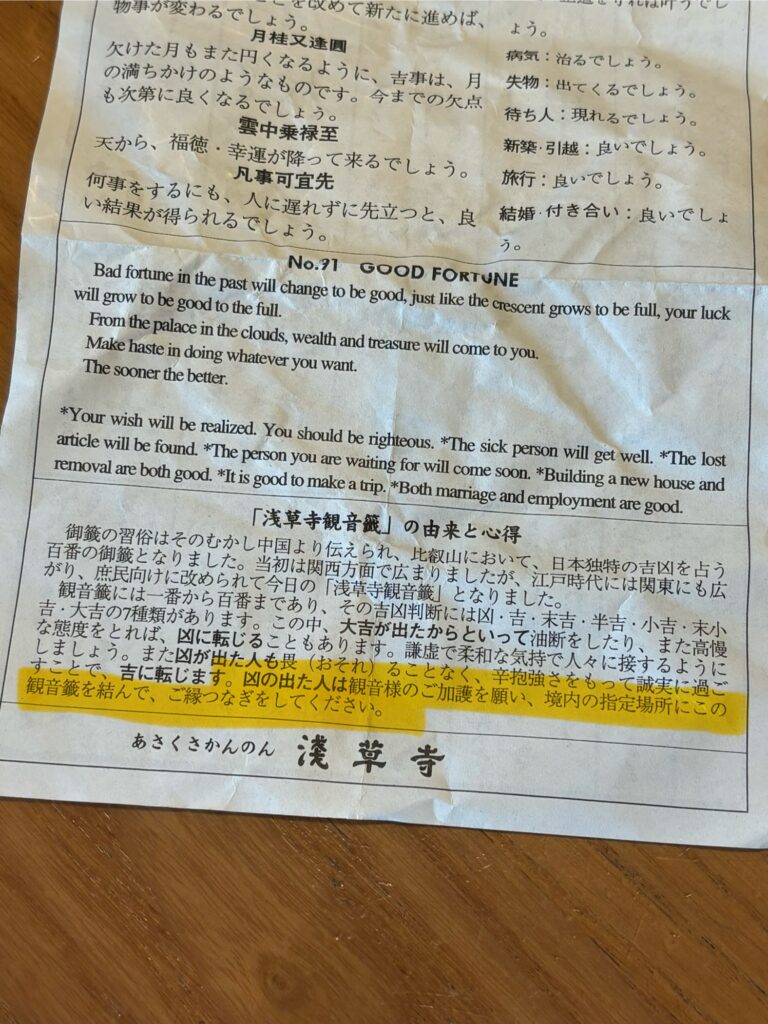 とを改めて新たに進めば、
物事が変わるでしょう。
月桂又逢圓
欠けた月もまた円くなるように、吉事は、月
の満ちかけのようなものです。今までの欠点
も次第に良くなるでしょう。
雲中乗禄至
天から、福徳・幸運が降って来るでしょう。
凡事可宜先
何事をするにも、人に遅れずに先立つと、良
い結果が得られるでしょう。
ょう。
病気：治るでしょう。
失物：出てくるでしょう。
待ち人：現れるでしょう。
新築・引越：良いでしょう。
旅行：良いでしょう。
結婚・付き合い：良いでしょ
う。
No.91 GOOD FORTUNE
Bad fortune in the past will change to be good, just like the crescent grows to be full, your luck
will grow to be good to the full.
From the palace in the clouds, wealth and treasure will come to you.
Make haste in doing whatever you want.
The sooner the better.
*Your wish will be realized. You should be righteous. *The sick person will get well. *The lost
article will be found. *The person you are waiting for will come soon. *Building a new house and
removal are both good. *It is good to make a trip. *Both marriage and employment are good.
「浅草寺観音籤」の由来と心得
御籤の習俗はそのむかし中国より伝えられ、比叡山において、日本独特の吉凶を占う
百番の御籤となりました。当初は関西方面で広まりましたが、江戸時代には関東にも広
がり、庶民向けに改められて今日の「浅草寺観音籤」となりました。
観音籤には一番から百番まであり、その吉凶判断には凶・吉・末吉・半吉・小吉・末小
吉・大吉の7種類があります。この中、大吉が出たからといって油断をしたり、また高慢
な態度をとれば、凶に転じることもあります。謙虚で柔和な気持で人々に接するように
しましょう。また凶が出た人も畏（おそれ）ることなく、辛抱強さをもって誠実に過ご
すことで、吉に転じます。凶の出た人は観音様のご加護を願い、境内の指定場所にこの
観音籤を結んで、ご縁つなぎをしてください。
あさくさかんのん 淺草寺